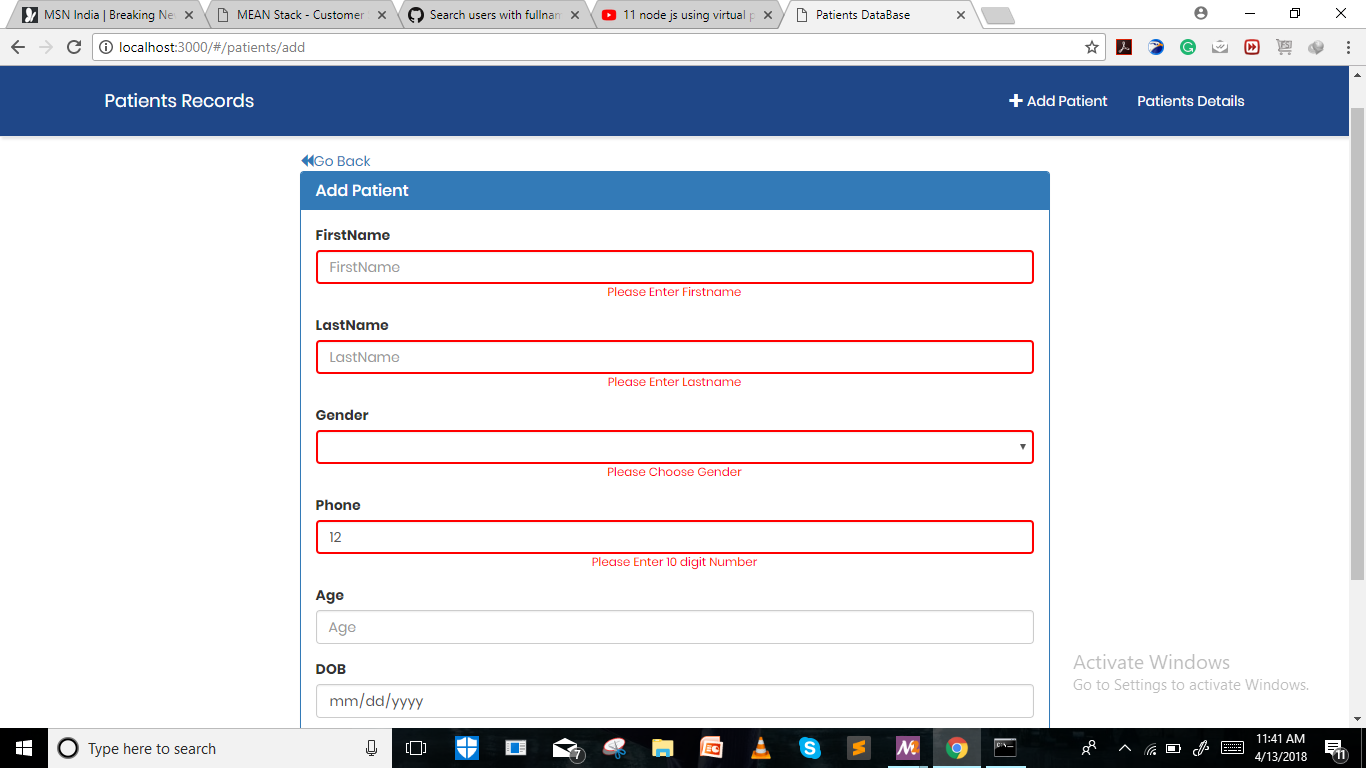 MSN India | Breaking Ne
MEAN Stack - Customer
Search users with fullnam
11 node js using virtual p
Patients DataBase
localhost:3000/#/patients/add
Patients Records
Add Patient
Patients Details
Go Back
Add Patient
FirstName
FirstName
Please Enter Firstname
LastName
LastName
Please Enter Lastname
Gender
Please Choose Gender
Phone
12
Please Enter 10 digit Number
Age
Age
DOB
mm/dd/yyyy
Activate Windows
Go to Settings to activate Windows.
Type here to search
7
11:41 AM
4/13/2018
11